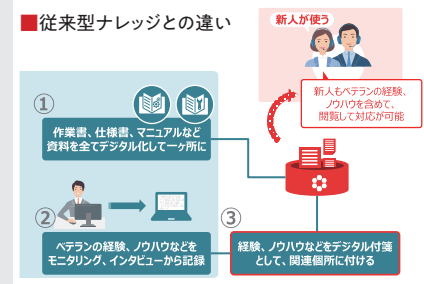 ■従来型ナレッジとの違い
新人が使う
新人もベテランの経験、
ノウハウを含めて、
閲覧して対応が可能
①
作業書、仕様書、マニュアルなど
資料を全てデジタル化して一ヶ所に
②
ベテランの経験、ノウハウなどを
モニタリング、インタビューから記録
③
経験、ノウハウなどをデジタル付箋
として、関連個所に付ける